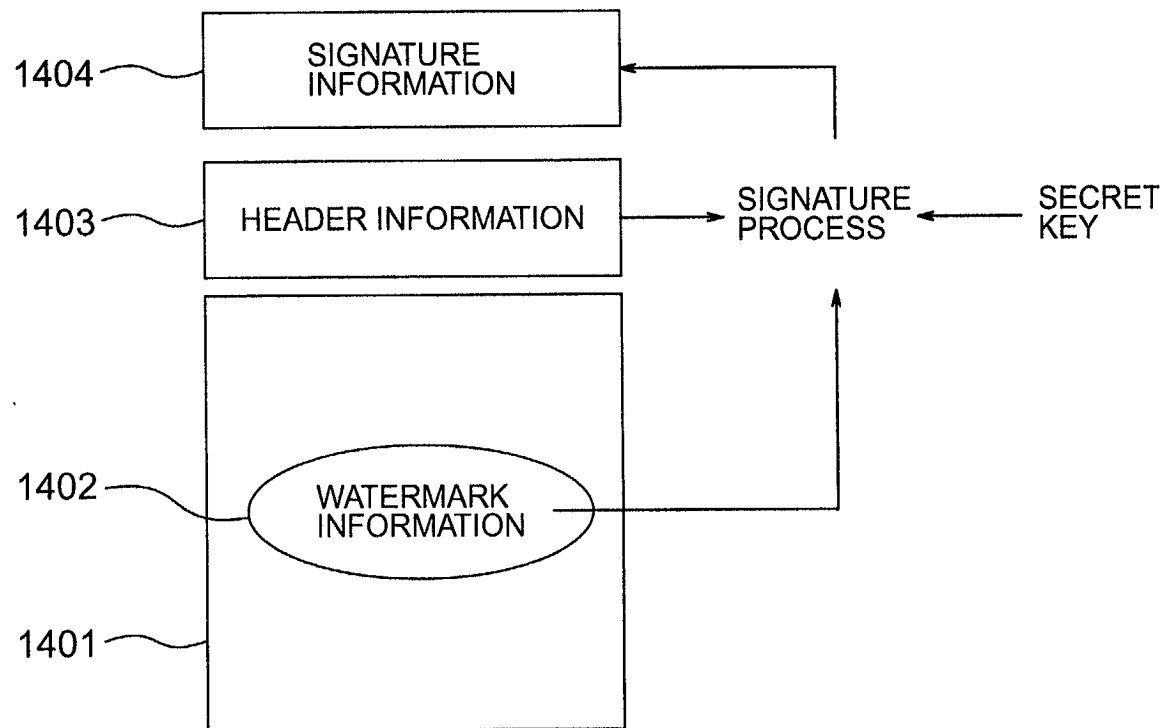 1404
SIGNATURE
INFORMATION
1403
HEADER INFORMATION
SIGNATURE
PROCESS
SECRET
KEY
1402
WATERMARK
INFORMATION
1401